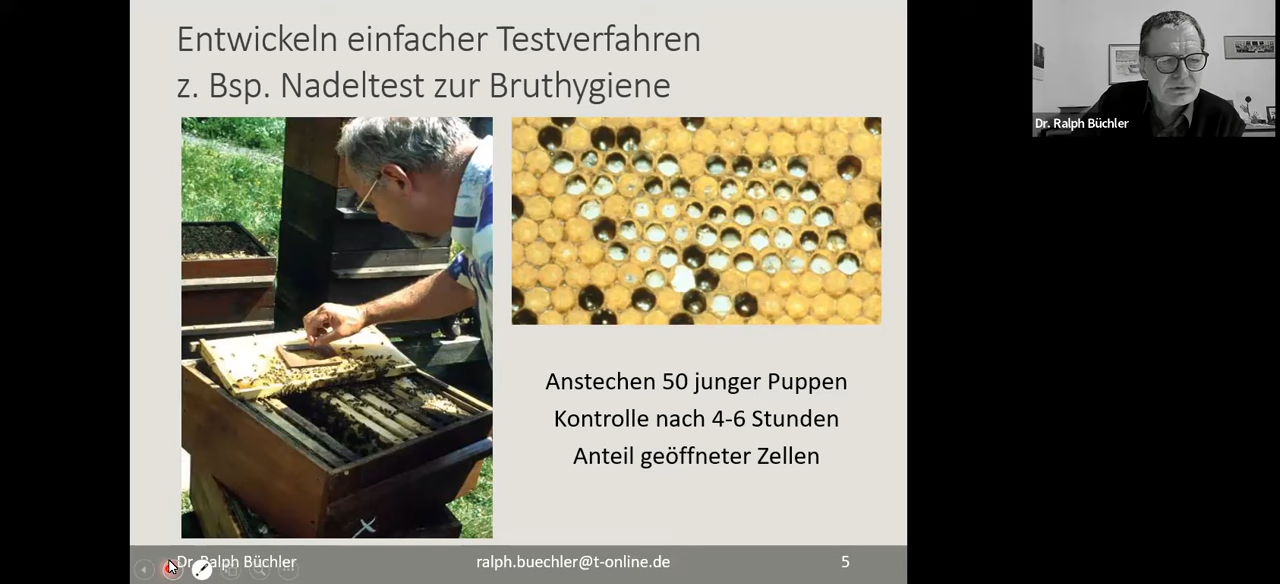 Entwickeln einfacher Testverfahren
z. Bsp. Nadeltest zur Bruthygiene
Dr. Ralph Büchler
Anstechen 50 junger Puppen
Kontrolle nach 4-6 Stunden
Anteil geöffneter Zellen
Dr. Ralph Büchler ralph.buechler@t-online.de 5